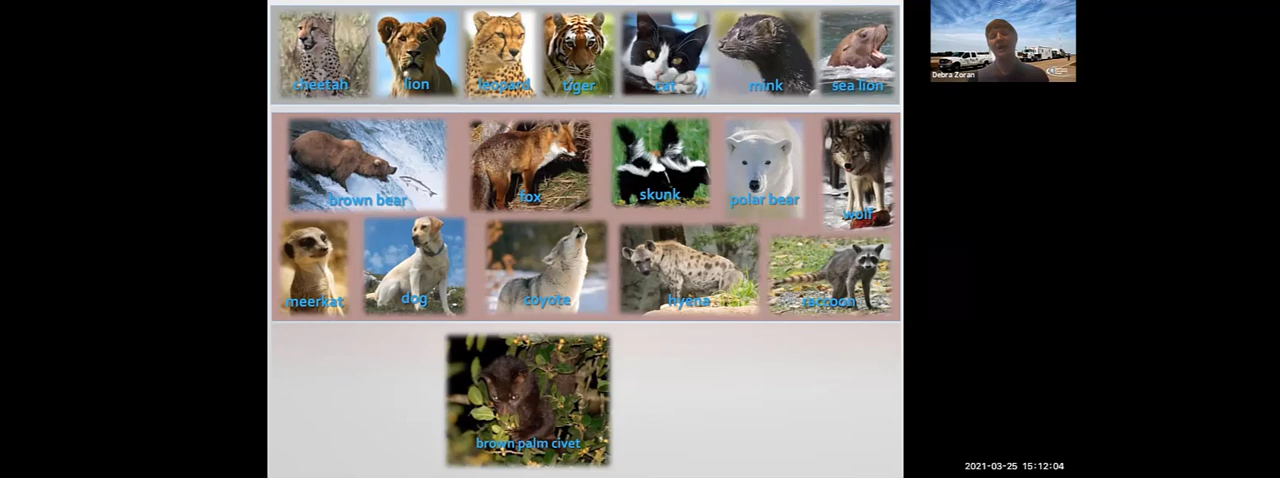 cheetah
lion
leopard
tiger
cat
mink
sea lion
Debra Zoran
brown bear
fox
skunk
polar bear
wolf
meerkat
dog
coyote
hyena
raccoon
brown palm civet
2021-03-25 15:12:04